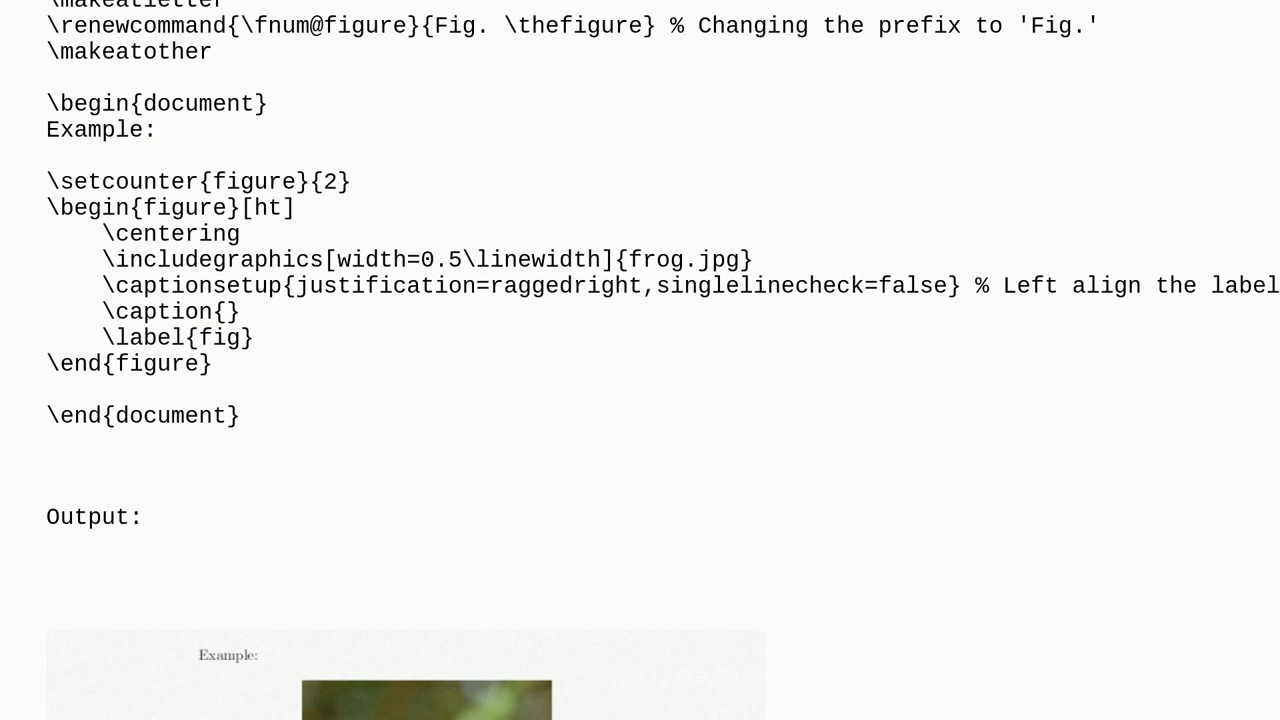 \makeatletter
\renewcommand{\fnum@figure}{Fig. \thefigure} % Changing the prefix to 'Fig.'
\makeatother
\begin{document}
Example:
\setcounter{figure}{2}
\begin{figure}[ht]
    \centering
    \includegraphics[width=0.5\linewidth]{frog.jpg}
    \captionsetup{justification=raggedright,singlelinecheck=false} % Left align the label
    \caption{}
    \label{fig}
\end{figure}
\end{document}
Output:
Example: